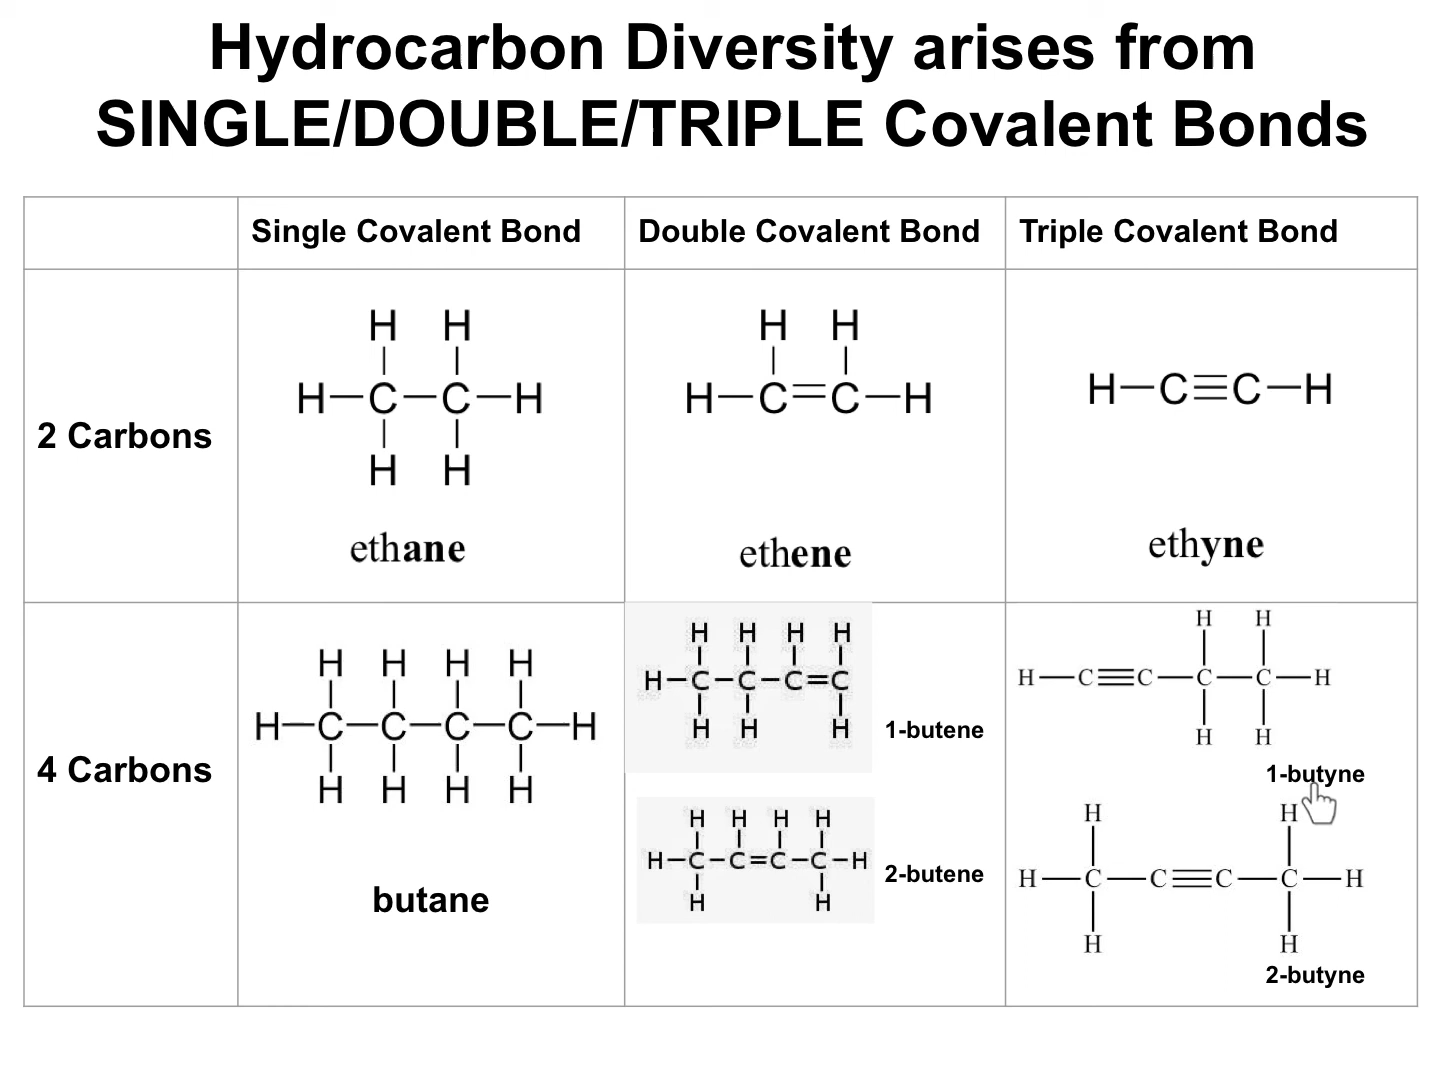 Hydrocarbon Diversity arises from
SINGLE/DOUBLE/TRIPLE Covalent Bonds
Single Covalent Bond
Double Covalent Bond
Triple Covalent Bond
2 Carbons
H H
H—C—C—H
H H
ethane
H H
H—C=C—H
ethene
H—C≡C—H
ethyne
4 Carbons
H H H H
H—C—C—C—C—H
H H H H
butane
H H H H
H—C—C—C=C
H H H
1-butene
H H H H
H—C—C=C—C—H
H H
2-butene
H H
H—C≡C—C—C—H
H H
1-butyne
H H
H—C—C≡C—C—H
H H
2-butyne